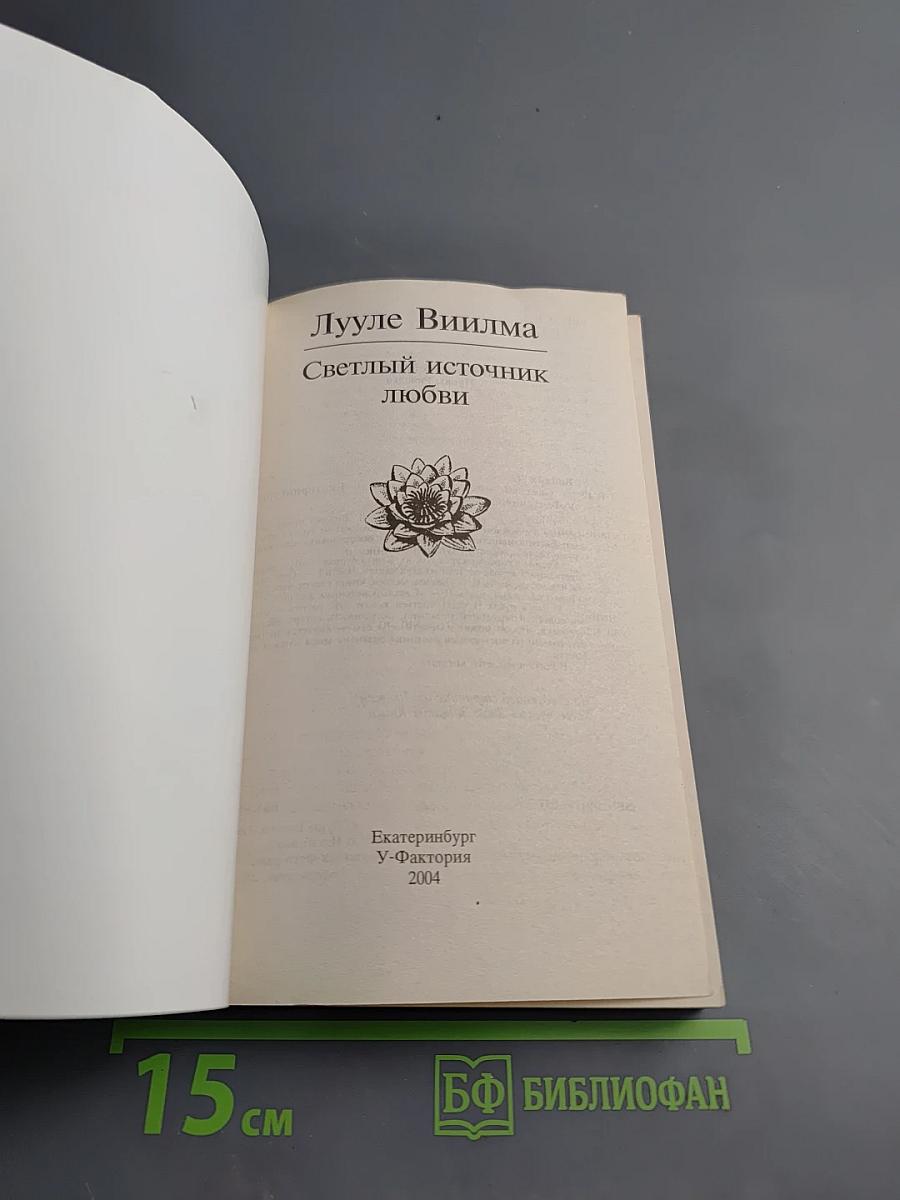 Лууле Виилма
Светлый источник
любви
Екатеринбург
У-Фактория
2004
15 см
БФ БИБЛИОФАН